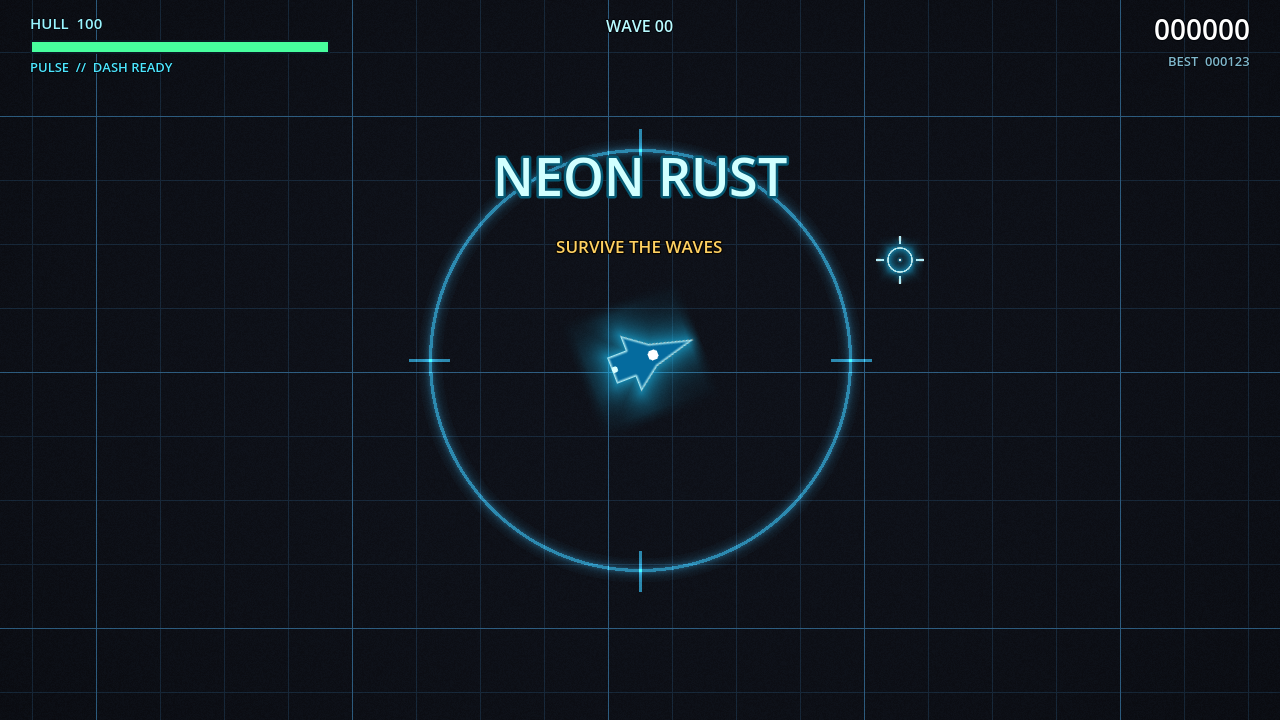 HULL 100
WAVE 00
000000
PULSE // DASH READY
BEST 000123
NEON RUST
SURVIVE THE WAVES